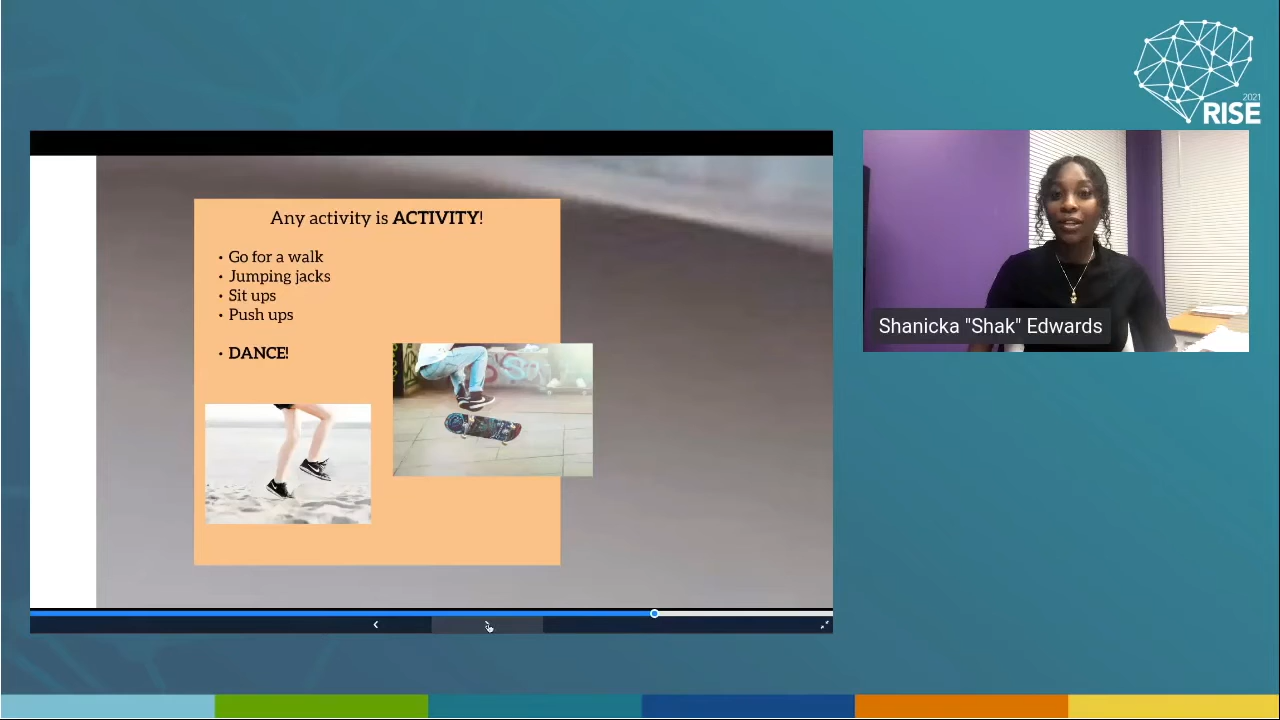 2021
RISE
Any activity is ACTIVITY!
• Go for a walk
• Jumping jacks
• Sit ups
• Push ups
• DANCE!
Shanicka "Shak" Edwards